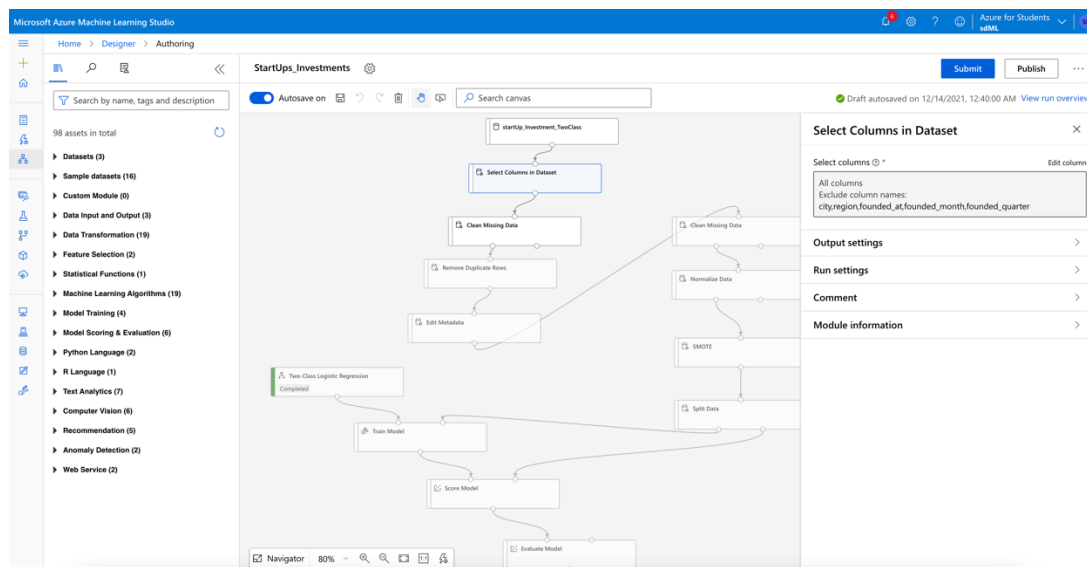 Microsoft Azure Machine Learning Studio
6
Azure for Students
sdML
Home > Designer > Authoring
StartUps_Investments
Submit
Publish
Search by name, tags and description
Autosave on
Search canvas
Draft autosaved on 12/14/2021, 12:40:00 AM
View run overview
98 assets in total
Datasets (3)
Sample datasets (16)
Custom Module (0)
Data Input and Output (3)
Data Transformation (19)
Feature Selection (2)
Statistical Functions (1)
Machine Learning Algorithms (19)
Model Training (4)
Model Scoring & Evaluation (6)
Python Language (2)
R Language (1)
Text Analytics (7)
Computer Vision (6)
Recommendation (5)
Anomaly Detection (2)
Web Service (2)
startUp_Investment_TwoClass
Select Columns in Dataset
Clean Missing Data
Remove Duplicate Rows
Edit Metadata
Two-Class Logistic Regression
Completed
Train Model
Score Model
Evaluate Model
Clean Missing Data
Normalize Data
SMOTE
Split Data
Navigator
80%
1:1
Select Columns in Dataset
Select columns *
Edit column
All columns
Exclude column names:
city,region,founded_at,founded_month,founded_quarter
Output settings
Run settings
Comment
Module information